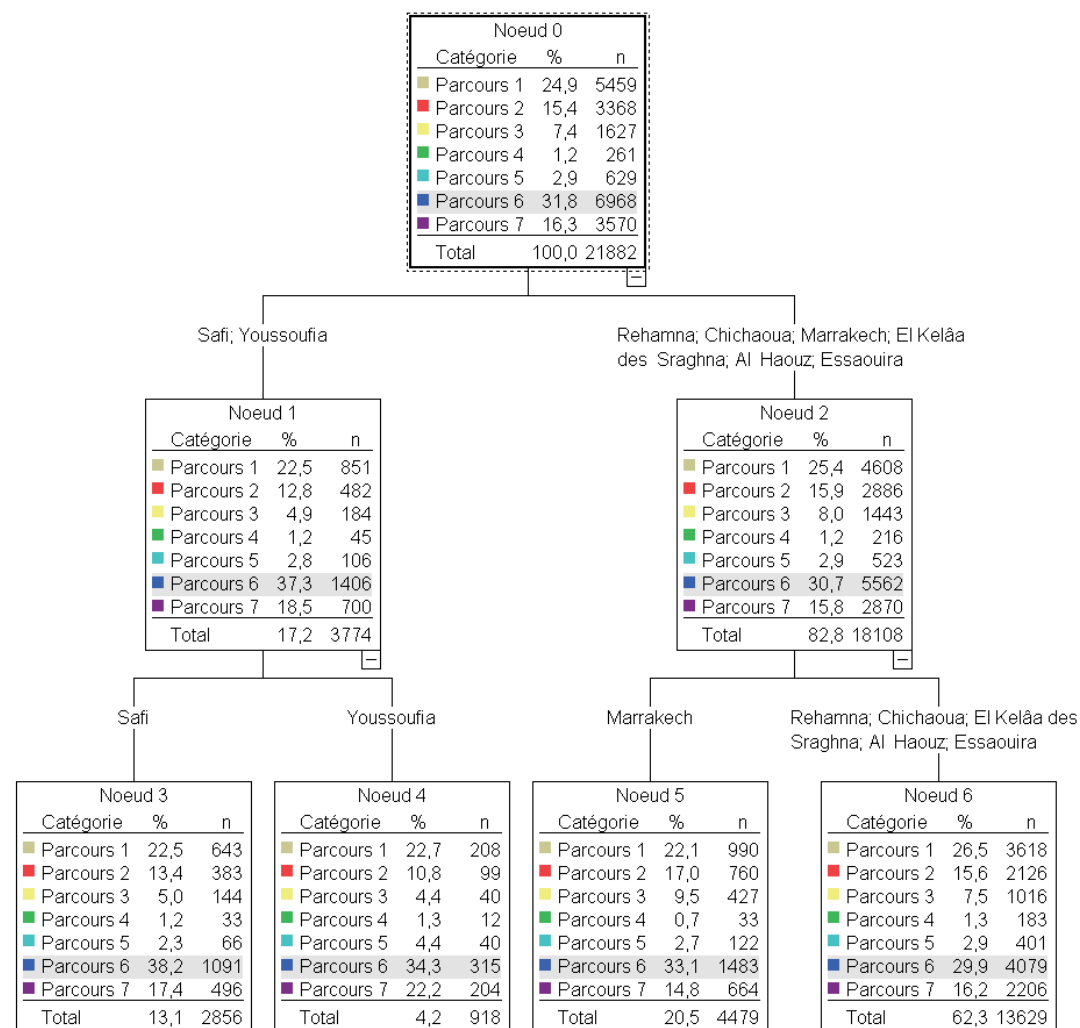 Noeud 0
Catégorie % n
Parcours 1 24,9 5459
Parcours 2 15,4 3368
Parcours 3 7,4 1627
Parcours 4 1,2 261
Parcours 5 2,9 629
Parcours 6 31,8 6968
Parcours 7 16,3 3570
Total 100,0 21882
Safi; Youssoufia
Rehamna; Chichaoua; Marrakech; El Kelâa
des Sraghna; Al Haouz; Essaouira
Noeud 1
Catégorie % n
Parcours 1 22,5 851
Parcours 2 12,8 482
Parcours 3 4,9 184
Parcours 4 1,2 45
Parcours 5 2,8 106
Parcours 6 37,3 1406
Parcours 7 18,5 700
Total 17,2 3774
Noeud 2
Catégorie % n
Parcours 1 25,4 4608
Parcours 2 15,9 2886
Parcours 3 8,0 1443
Parcours 4 1,2 216
Parcours 5 2,9 523
Parcours 6 30,7 5562
Parcours 7 15,8 2870
Total 82,8 18108
Safi
Youssoufia
Marrakech
Rehamna; Chichaoua; El Kelâa des
Sraghna; Al Haouz; Essaouira
Noeud 3
Catégorie % n
Parcours 1 22,5 643
Parcours 2 13,4 383
Parcours 3 5,0 144
Parcours 4 1,2 33
Parcours 5 2,3 66
Parcours 6 38,2 1091
Parcours 7 17,4 496
Total 13,1 2856
Noeud 4
Catégorie % n
Parcours 1 22,7 208
Parcours 2 10,8 99
Parcours 3 4,4 40
Parcours 4 1,3 12
Parcours 5 4,4 40
Parcours 6 34,3 315
Parcours 7 22,2 204
Total 4,2 918
Noeud 5
Catégorie % n
Parcours 1 22,1 990
Parcours 2 17,0 760
Parcours 3 9,5 427
Parcours 4 0,7 33
Parcours 5 2,7 122
Parcours 6 33,1 1483
Parcours 7 14,8 664
Total 20,5 4479
Noeud 6
Catégorie % n
Parcours 1 26,5 3618
Parcours 2 15,6 2126
Parcours 3 7,5 1016
Parcours 4 1,3 183
Parcours 5 2,9 401
Parcours 6 29,9 4079
Parcours 7 16,2 2206
Total 62,3 13629